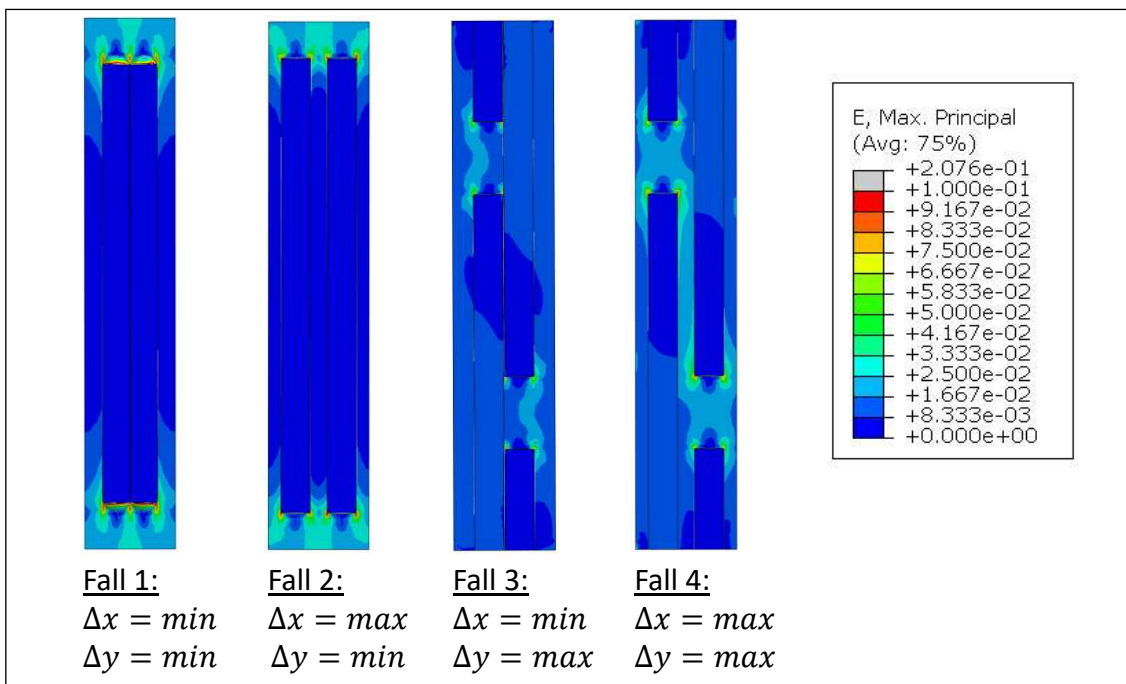 E, Max. Principal
(Avg: 75%)
+2.076e-01
+1.000e-01
+9.167e-02
+8.333e-02
+7.500e-02
+6.667e-02
+5.833e-02
+5.000e-02
+4.167e-02
+3.333e-02
+2.500e-02
+1.667e-02
+8.333e-03
+0.000e+00
Fall 1:
Δx = min
Δy = min
Fall 2:
Δx = max
Δy = min
Fall 3:
Δx = min
Δy = max
Fall 4:
Δx = max
Δy = max